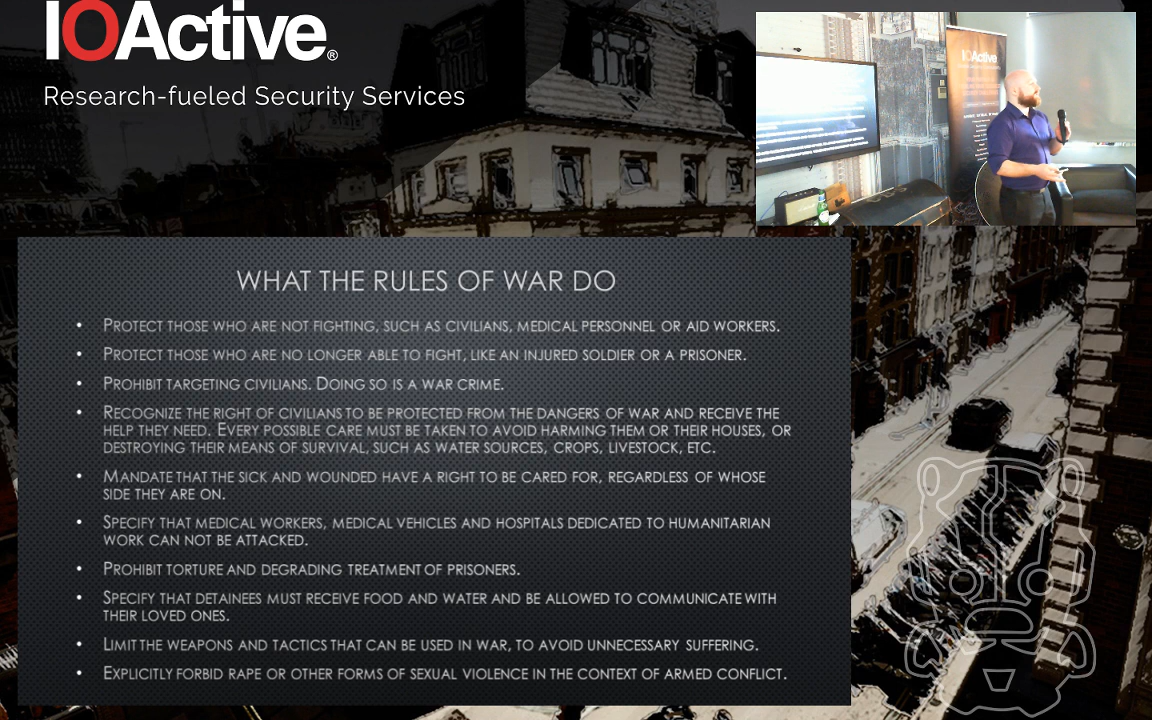 IOActive®
Research-fueled Security Services
IOActive
WHAT THE RULES OF WAR DO
• PROTECT THOSE WHO ARE NOT FIGHTING, SUCH AS CIVILIANS, MEDICAL PERSONNEL OR AID WORKERS.
• PROTECT THOSE WHO ARE NO LONGER ABLE TO FIGHT, LIKE AN INJURED SOLDIER OR A PRISONER.
• PROHIBIT TARGETING CIVILIANS. DOING SO IS A WAR CRIME.
• RECOGNIZE THE RIGHT OF CIVILIANS TO BE PROTECTED FROM THE DANGERS OF WAR AND RECEIVE THE
HELP THEY NEED. EVERY POSSIBLE CARE MUST BE TAKEN TO AVOID HARMING THEM OR THEIR HOUSES, OR
DESTROYING THEIR MEANS OF SURVIVAL, SUCH AS WATER SOURCES, CROPS, LIVESTOCK, ETC.
• MANDATE THAT THE SICK AND WOUNDED HAVE A RIGHT TO BE CARED FOR, REGARDLESS OF WHOSE
SIDE THEY ARE ON.
• SPECIFY THAT MEDICAL WORKERS, MEDICAL VEHICLES AND HOSPITALS DEDICATED TO HUMANITARIAN
WORK CAN NOT BE ATTACKED.
• PROHIBIT TORTURE AND DEGRADING TREATMENT OF PRISONERS.
• SPECIFY THAT DETAINEES MUST RECEIVE FOOD AND WATER AND BE ALLOWED TO COMMUNICATE WITH
THEIR LOVED ONES.
• LIMIT THE WEAPONS AND TACTICS THAT CAN BE USED IN WAR, TO AVOID UNNECESSARY SUFFERING.
• EXPLICITLY FORBID RAPE OR OTHER FORMS OF SEXUAL VIOLENCE IN THE CONTEXT OF ARMED CONFLICT.